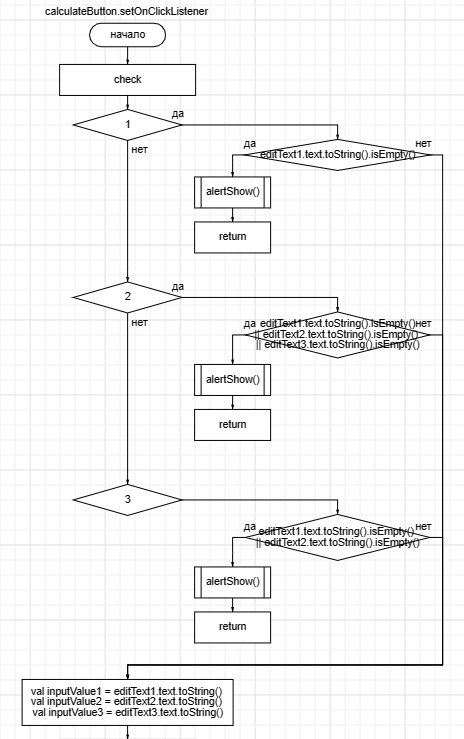 calculateButton.setOnClickListener
начало
check
1
да
нет
да
editText1.text.toString().isEmpty()
нет
alertShow()
return
2
да
нет
да
editText1.text.toString().isEmpty()
|| editText2.text.toString().isEmpty()
|| editText3.text.toString().isEmpty()
нет
alertShow()
return
3
да
editText1.text.toString().isEmpty()
|| editText2.text.toString().isEmpty()
нет
alertShow()
return
val inputValue1 = editText1.text.toString()
val inputValue2 = editText2.text.toString()
val inputValue3 = editText3.text.toString()